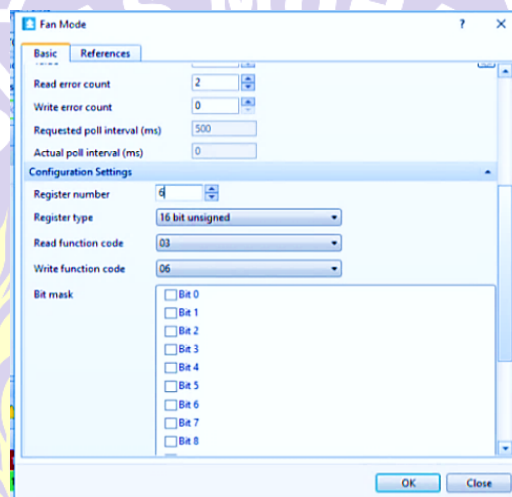 Fan Mode
? ×
Basic References
Read error count 2
Write error count 0
Requested poll interval (ms) 500
Actual poll interval (ms) 0
Configuration Settings
Register number 6
Register type 16 bit unsigned
Read function code 03
Write function code 06
Bit mask Bit 0
Bit 1
Bit 2
Bit 3
Bit 4
Bit 5
Bit 6
Bit 7
Bit 8
OK Close